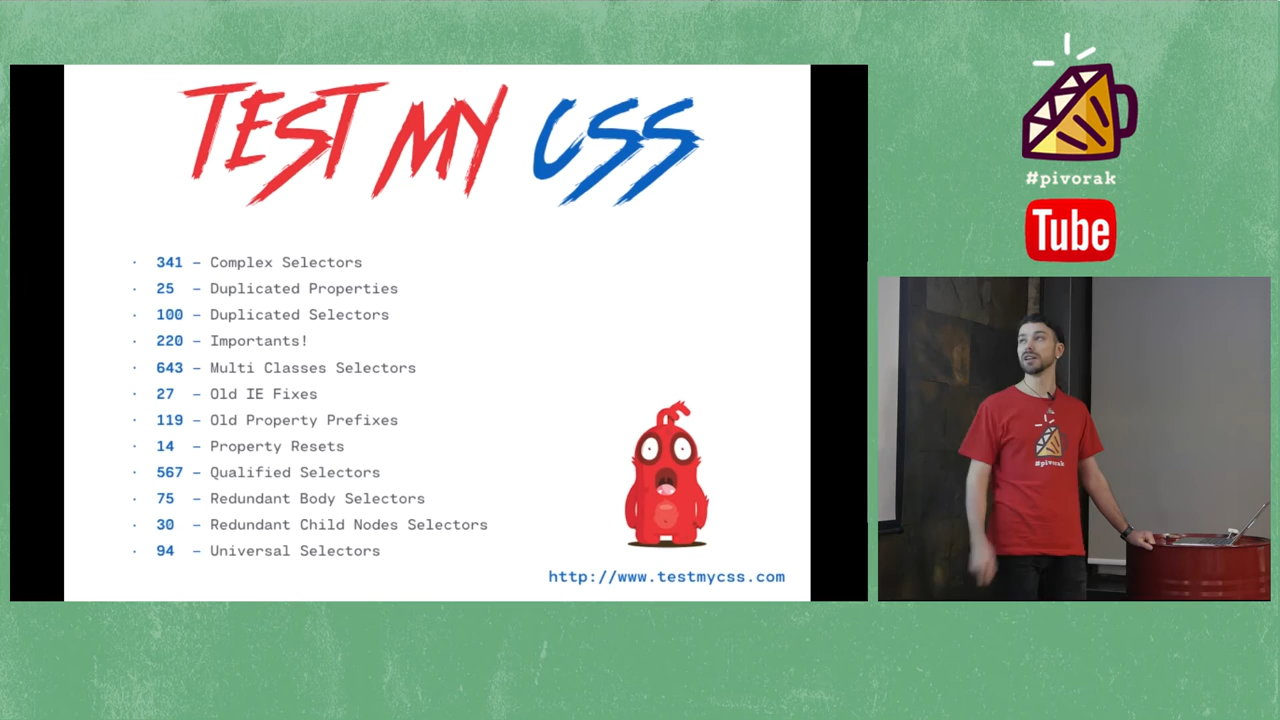 TEST MY CSS
· 341 – Complex Selectors
· 25 – Duplicated Properties
· 100 – Duplicated Selectors
· 220 – Importants!
· 643 – Multi Classes Selectors
· 27 – Old IE Fixes
· 119 – Old Property Prefixes
· 14 – Property Resets
· 567 – Qualified Selectors
· 75 – Redundant Body Selectors
· 30 – Redundant Child Nodes Selectors
· 94 – Universal Selectors
http://www.testmycss.com
#pivorak
Tube
#pivorak